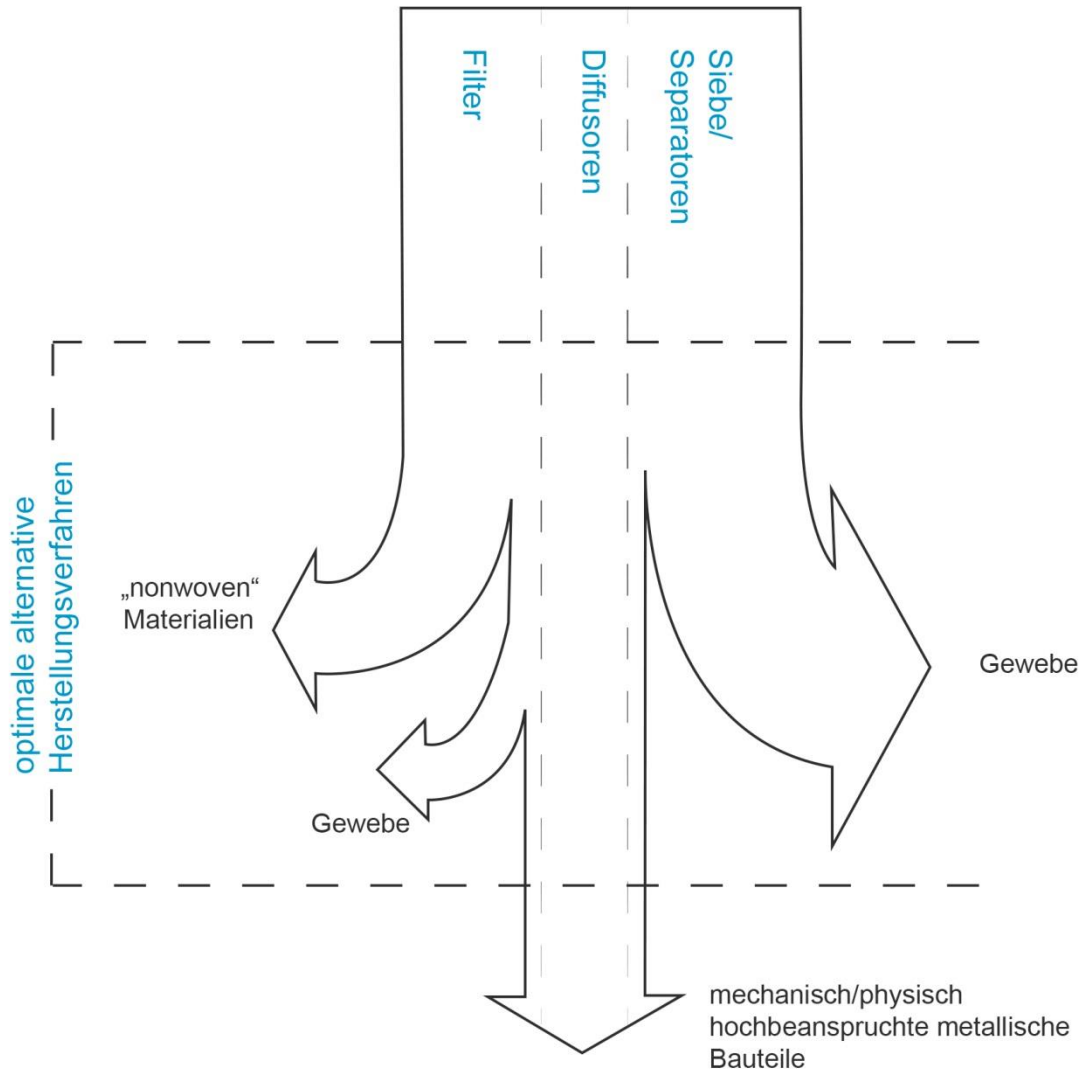 Filter
Diffusoren
Siebe/
Separatoren
optimale alternative
Herstellungsverfahren
„nonwoven“
Materialien
Gewebe
Gewebe
mechanisch/physisch
hochbeanspruchte metallische
Bauteile